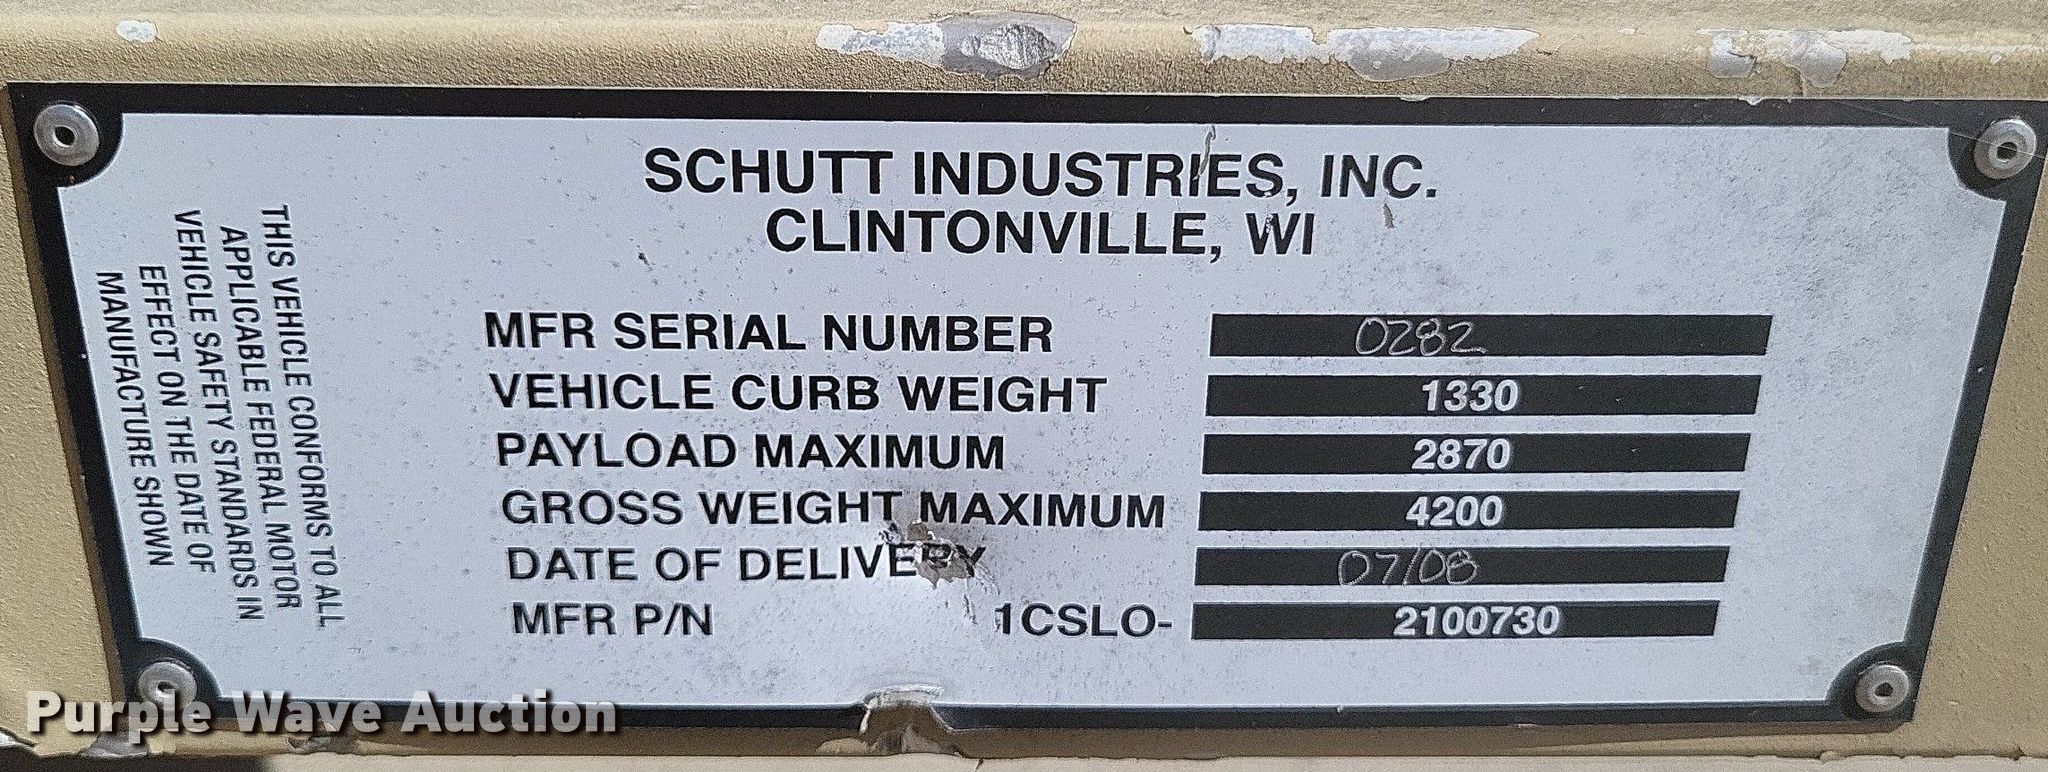 SCHUTT INDUSTRIES, INC.
CLINTONVILLE, WI
THIS VEHICLE CONFORMS TO ALL
APPLICABLE FEDERAL MOTOR
VEHICLE SAFETY STANDARDS IN
EFFECT ON THE DATE OF
MANUFACTURE SHOWN
MFR SERIAL NUMBER 0282
VEHICLE CURB WEIGHT 1330
PAYLOAD MAXIMUM 2870
GROSS WEIGHT MAXIMUM 4200
DATE OF DELIVERY 07/08
MFR P/N 1CSLO- 2100730
Purple Wave Auction